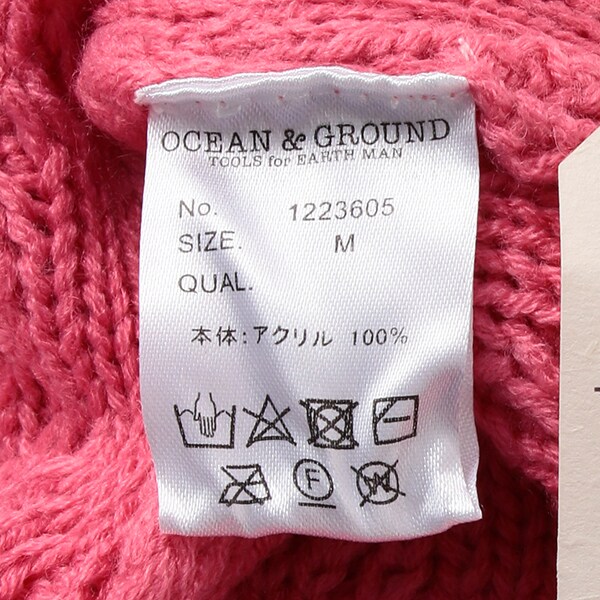 OCEAN & GROUND
TOOLS for EARTH MAN
No. 1223605
SIZE. M
QUAL.
本体:アクリル 100%
F
W